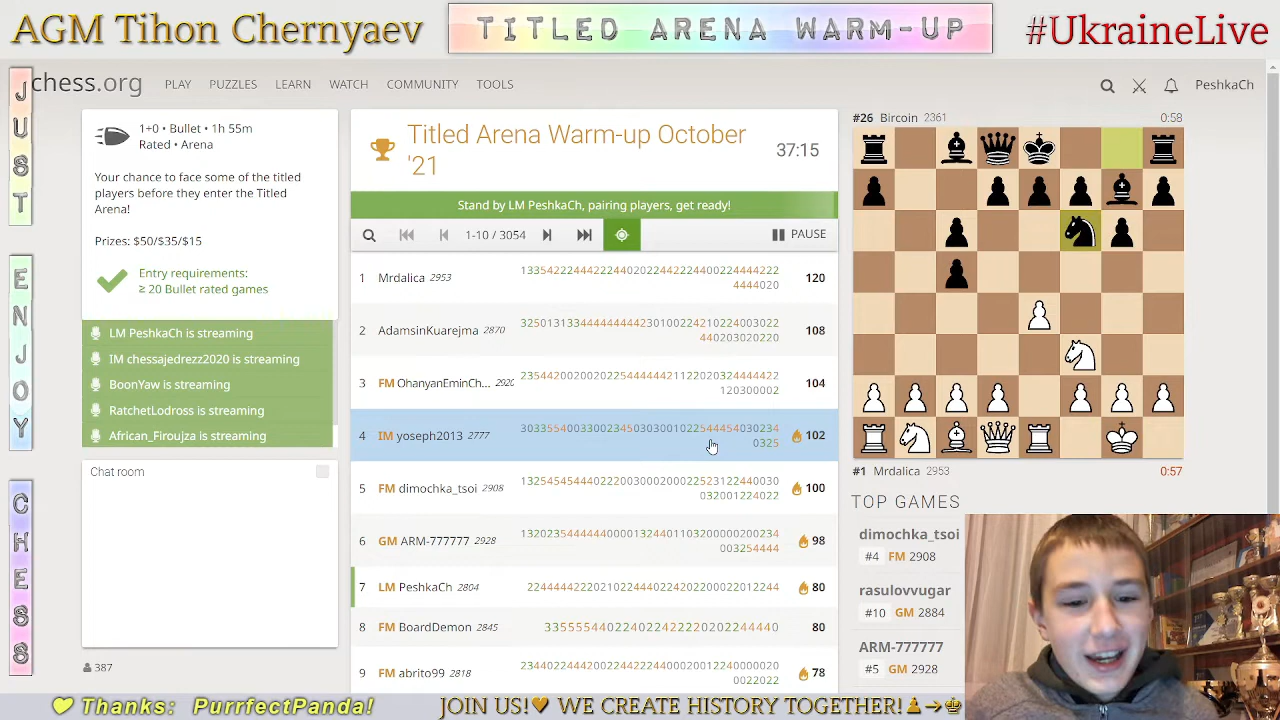 AGM Tihon Chernyaev
TITLED ARENA WARM-UP
#UkraineLive
JUST
ENJOY
CHESS
chess.org
PLAY
PUZZLES
LEARN
WATCH
COMMUNITY
TOOLS
PeshkaCh
1+0 • Bullet • 1h 55m
Rated • Arena
Your chance to face some of the titled
players before they enter the Titled
Arena!
Prizes: $50/$35/$15
Entry requirements:
≥ 20 Bullet rated games
LM PeshkaCh is streaming
IM chessajedrezz2020 is streaming
BoonYaw is streaming
RatchetLodross is streaming
African_Firoujza is streaming
Chat room
387
Titled Arena Warm-up October
'21
37:15
Stand by LM PeshkaCh, pairing players, get ready!
1-10 / 3054
PAUSE
1 Mrdalica 2953 120
2 AdamsinKuarejma 2870 108
3 FM OhanyanEminCh... 2920 104
4 IM yoseph2013 2777 102
5 FM dimochka_tsoi 2908 100
6 GM ARM-777777 2928 98
7 LM PeshkaCh 2804 80
8 FM BoardDemon 2845 80
9 FM abrito99 2818 78
#26 Bircoin 2361 0:58
#1 Mrdalica 2953 0:57
TOP GAMES
dimochka_tsoi
#4 FM 2908
rasulovvugar
#10 GM 2884
ARM-777777
#5 GM 2928
Thanks: PurrfectPanda!
JOIN US! WE CREATE HISTORY TOGETHER!